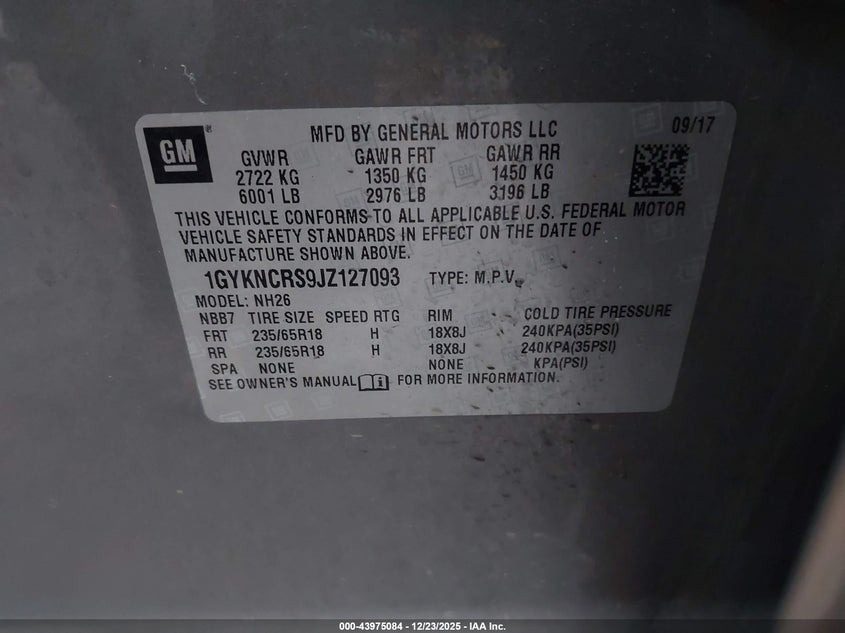 GM
MFD BY GENERAL MOTORS LLC 09/17
GVWR GAWR FRT GAWR RR
2722 KG 1350 KG 1450 KG
6001 LB 2976 LB 3196 LB
THIS VEHICLE CONFORMS TO ALL APPLICABLE U.S. FEDERAL MOTOR
VEHICLE SAFETY STANDARDS IN EFFECT ON THE DATE OF
MANUFACTURE SHOWN ABOVE.
1GYKNCRS9JZ127093 TYPE: M.P.V.
MODEL: NH26
NBB7 TIRE SIZE SPEED RTG RIM COLD TIRE PRESSURE
FRT 235/65R18 H 18X8J 240KPA(35PSI)
RR 235/65R18 H 18X8J 240KPA(35PSI)
SPA NONE NONE KPA(PSI)
SEE OWNER'S MANUAL FOR MORE INFORMATION.
000-43975084 - 12/23/2025 - IAA Inc.